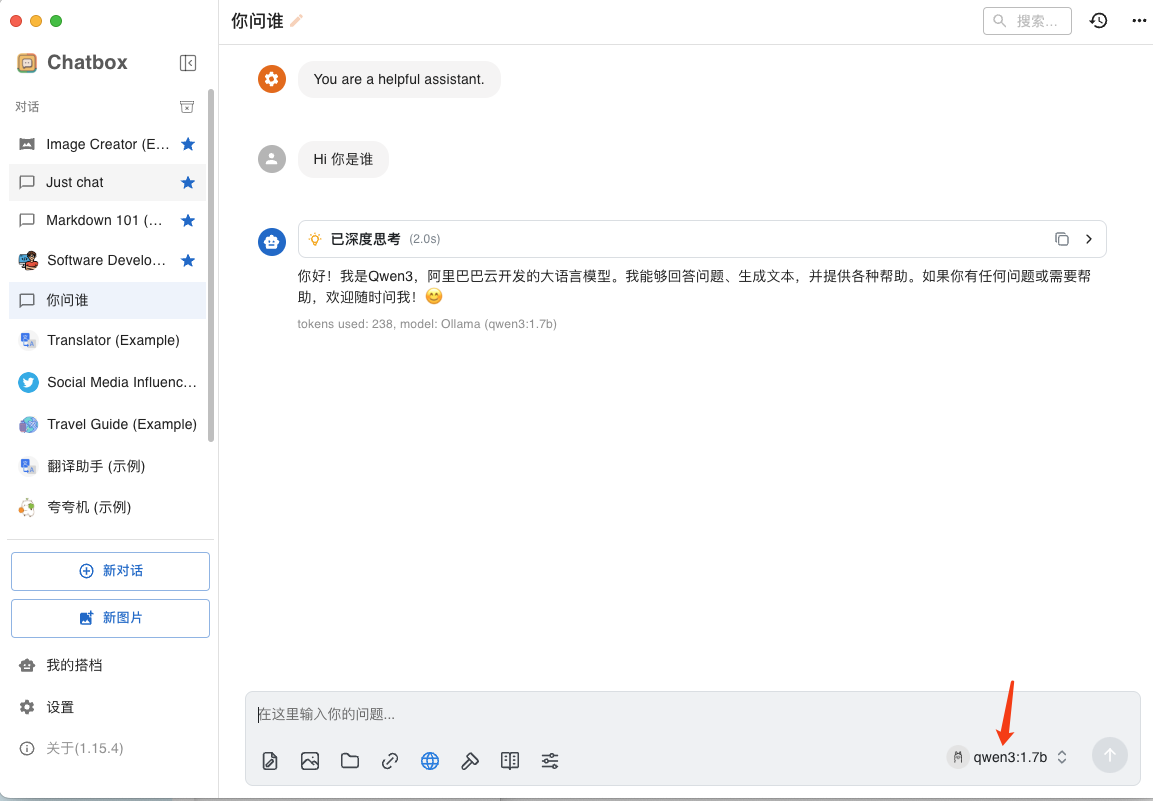 Chatbox
对话
Image Creator (E...
Just chat
Markdown 101 (...
Software Develo...
你问谁
Translator (Example)
Social Media Influenc...
Travel Guide (Example)
翻译助手 (示例)
夸夸机 (示例)
新对话
新图片
我的搭档
设置
关于(1.15.4)
你问谁
搜索...
You are a helpful assistant.
Hi 你是谁
已深度思考 (2.0s)
你好！我是Qwen3，阿里巴巴云开发的大语言模型。我能够回答问题、生成文本，并提供各种帮助。如果你有任何问题或需要帮
助，欢迎随时问我！😊
tokens used: 238, model: Ollama (qwen3:1.7b)
在这里输入你的问题...
qwen3:1.7b